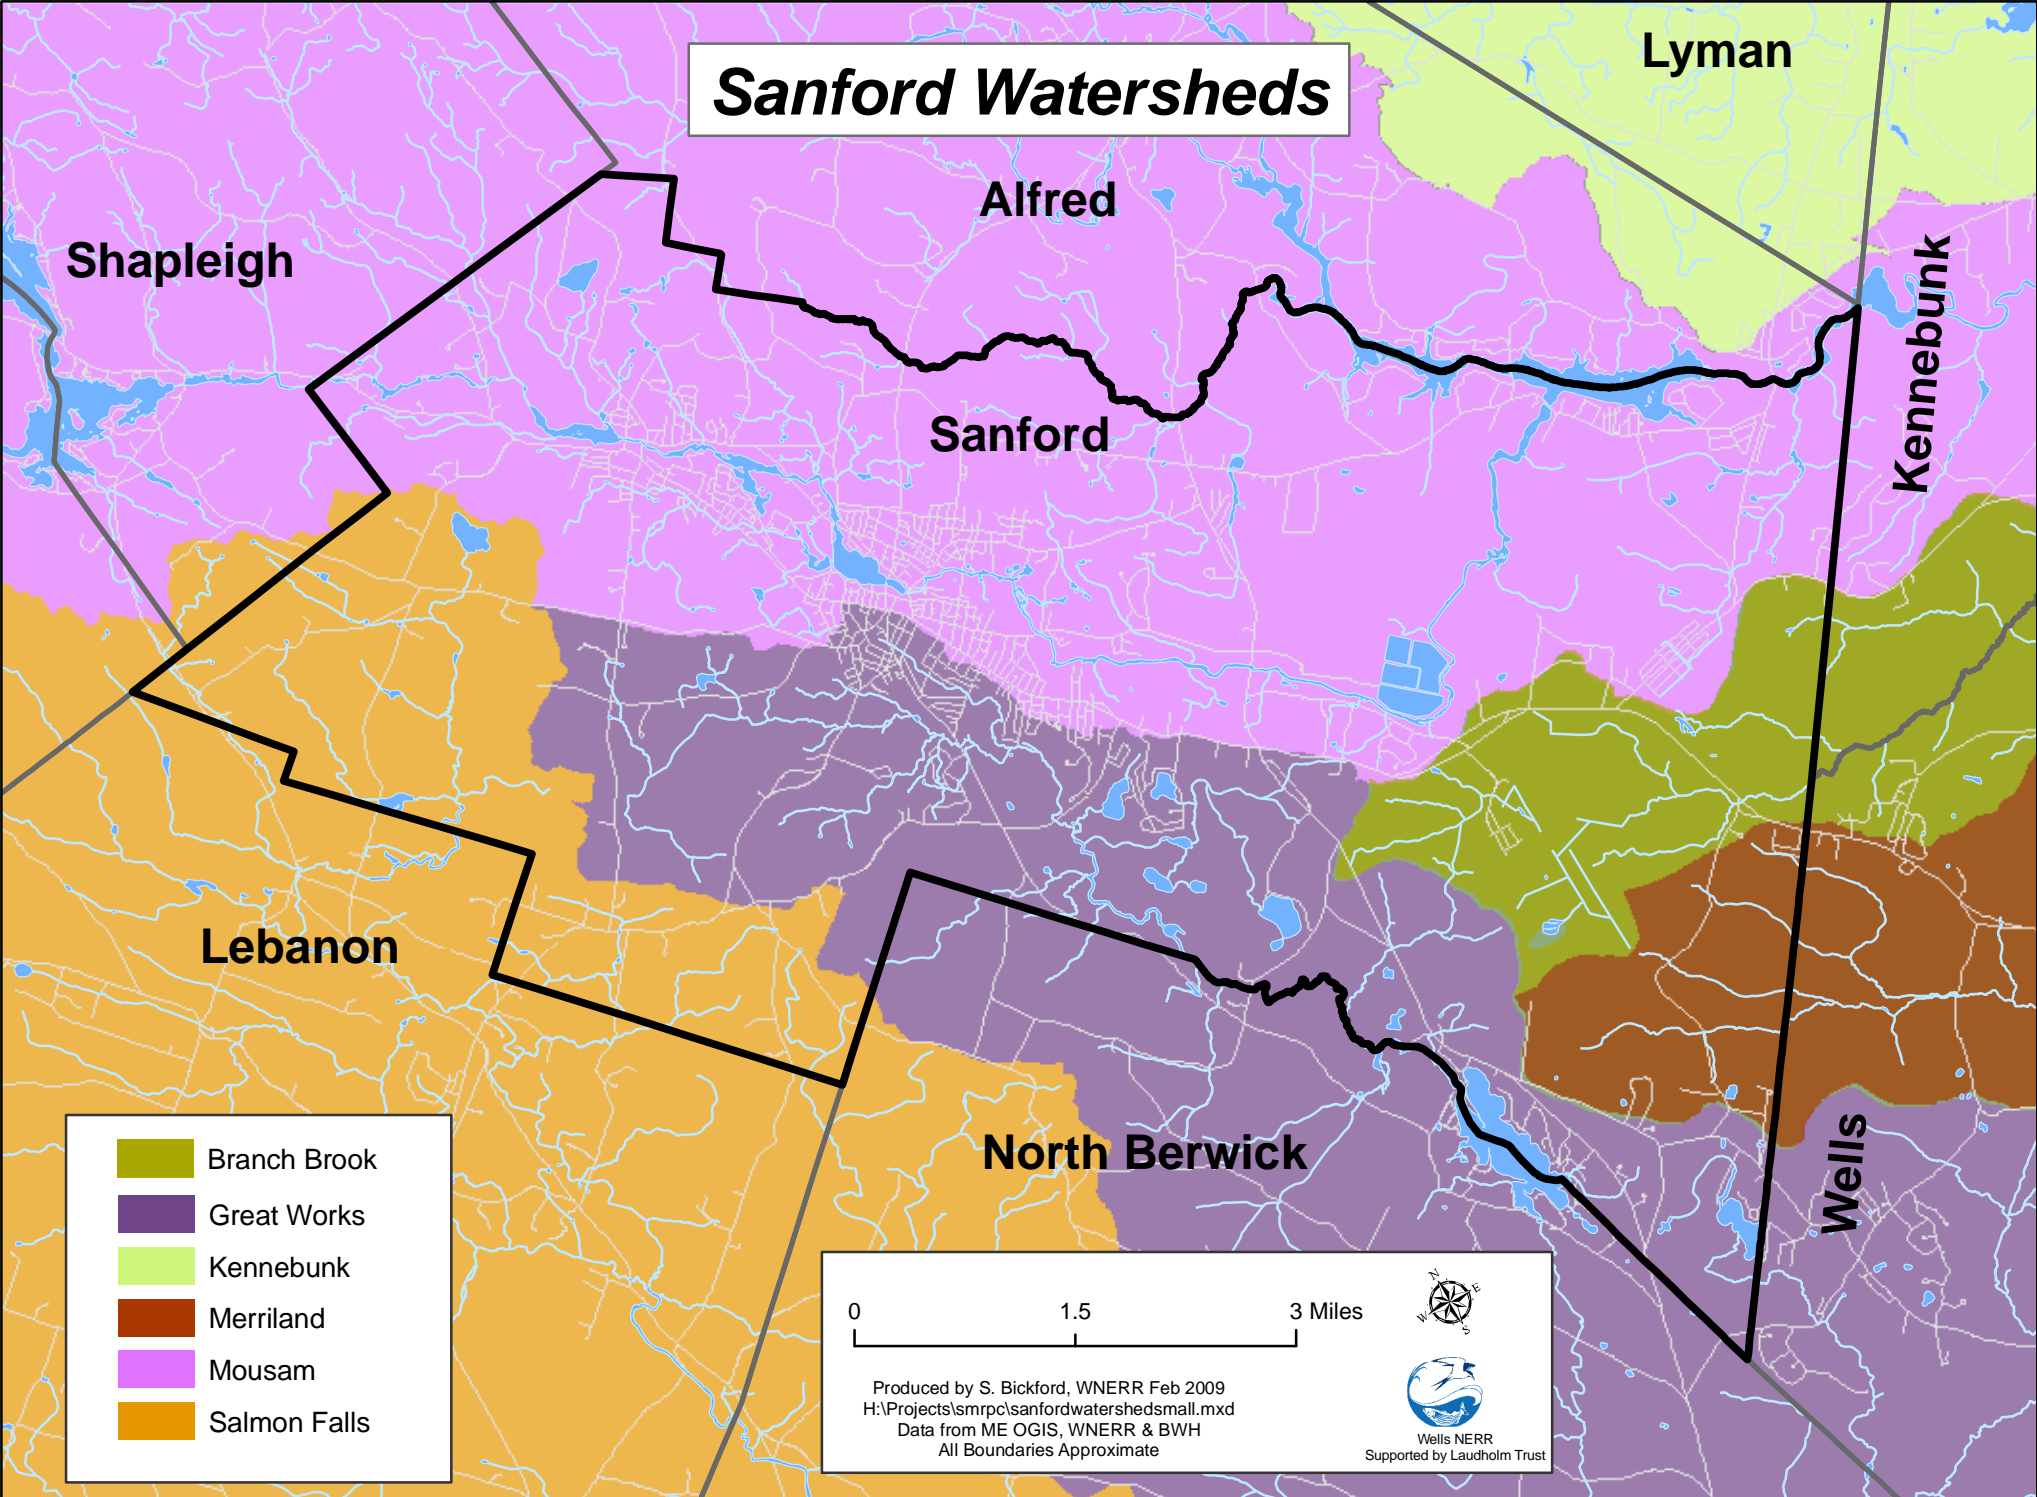 Sanford Watersheds
Lyman
Alfred
Shapleigh
Kennebunk
Sanford
Lebanon
North Berwick
Wells
Branch Brook
Great Works
Kennebunk
Merriland
Mousam
Salmon Falls
0 1.5 3 Miles
N
E
W
S
Produced by S. Bickford, WNERR Feb 2009
H:\Projects\smrpc\sanfordwatershedsmall.mxd
Data from ME OGIS, WNERR & BWH
All Boundaries Approximate
Wells NERR
Supported by Laudholm Trust